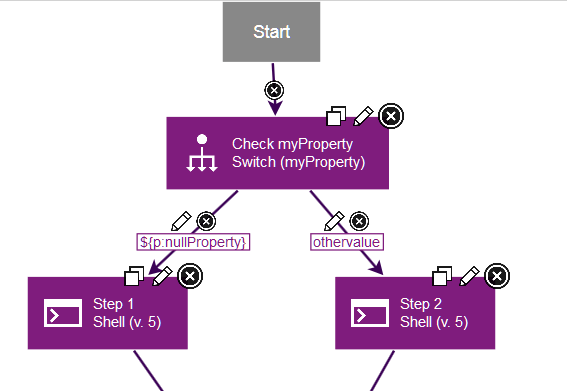 Start
Check myProperty
Switch (myProperty)
${p:nullProperty}
othervalue
Step 1
Shell (v. 5)
Step 2
Shell (v. 5)